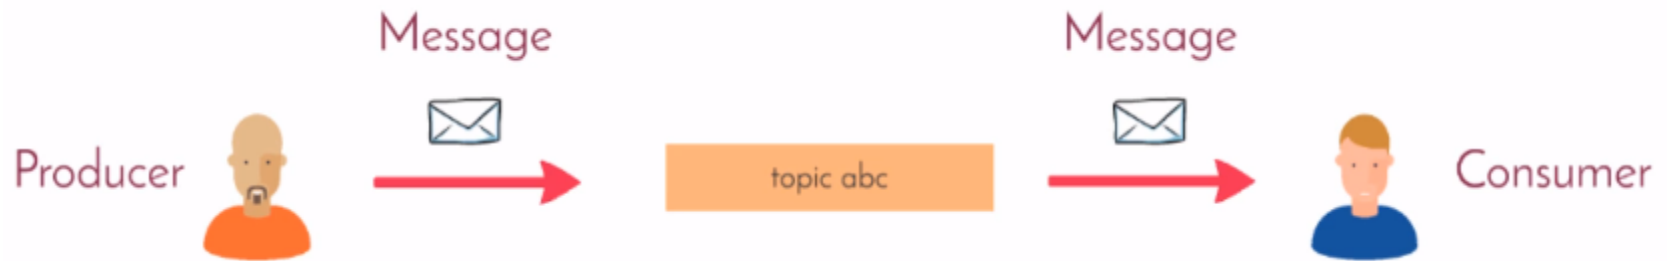 Message
Message
Producer
topic abc
Consumer